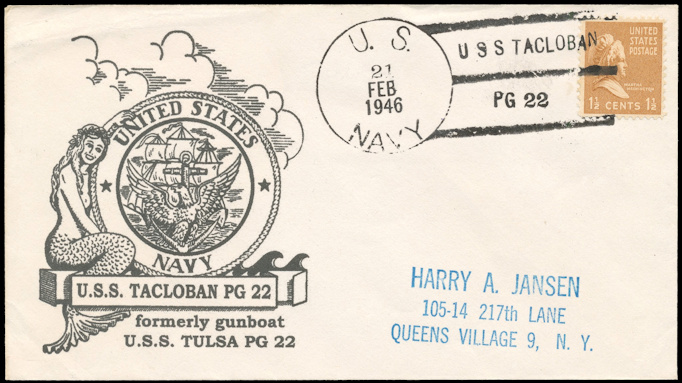 UNITED STATES
NAVY
U.S.S. TACLOBAN PG 22
formerly gunboat
U.S.S. TULSA PG 22
U. S.
21
FEB
1946
NAVY
USS TACLOBAN
PG 22
UNITED
STATES
POSTAGE
1½ CENTS 1½
HARRY A. JANSEN
105-14 217th LANE
QUEENS VILLAGE 9, N. Y.